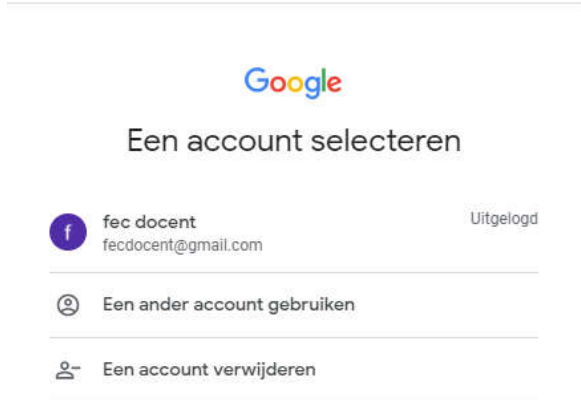 Google
Een account selecteren
f
fec docent
Uitgelogd
fecdocent@gmail.com
Een ander account gebruiken
Een account verwijderen